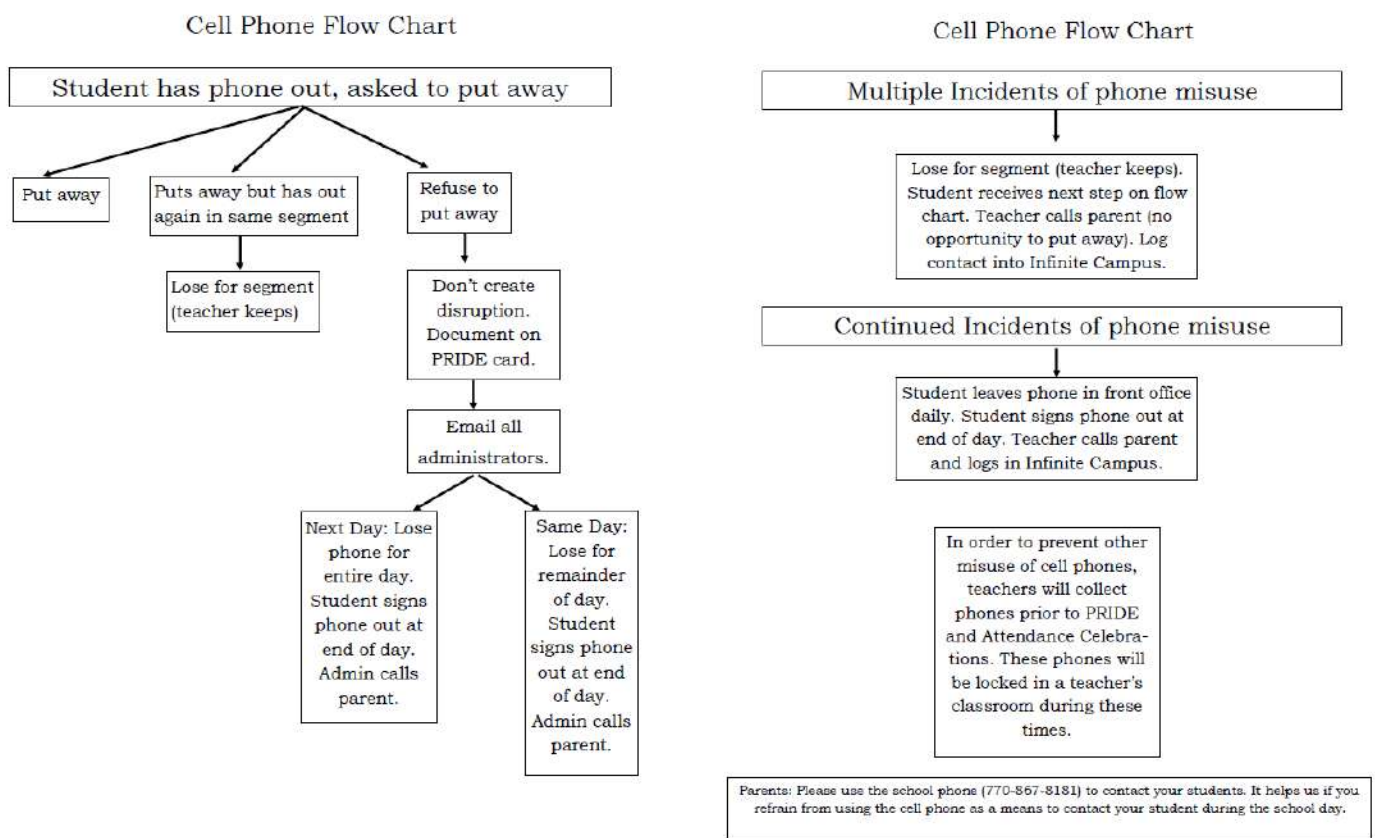 Cell Phone Flow Chart
Student has phone out, asked to put away
Put away
Puts away but has out
again in same segment
Refuse to
put away
Lose for segment
(teacher keeps)
Don't create
disruption.
Document on
PRIDE card.
Email all
administrators.
Next Day: Lose
phone for
entire day.
Student signs
phone out at
end of day.
Admin calls
parent.
Same Day:
Lose for
remainder
of day.
Student
signs phone
out at end
of day.
Admin calls
parent.
Cell Phone Flow Chart
Multiple Incidents of phone misuse
Lose for segment (teacher keeps).
Student receives next step on flow
chart. Teacher calls parent (no
opportunity to put away). Log
contact into Infinite Campus.
Continued Incidents of phone misuse
Student leaves phone in front office
daily. Student signs phone out at
end of day. Teacher calls parent
and logs in Infinite Campus.
In order to prevent other
misuse of cell phones,
teachers will collect
phones prior to PRIDE
and Attendance Celebra-
tions. These phones will
be locked in a teacher's
classroom during these
times.
Parents: Please use the school phone (770-867-8181) to contact your students. It helps us if you
refrain from using the cell phone as a means to contact your student during the school day.